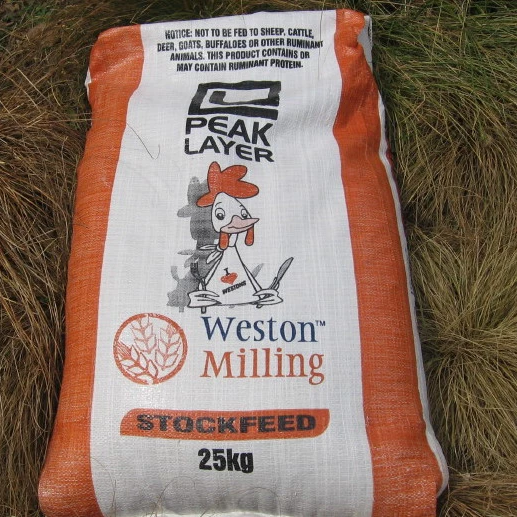 NOTICE: NOT TO BE FED TO SHEEP, CATTLE,
DEER, GOATS, BUFFALOES OR OTHER RUMINANT
ANIMALS. THIS PRODUCT CONTAINS OR
MAY CONTAIN RUMINANT PROTEIN.
PEAK
LAYER
I
WESTONS
Weston™
Milling
STOCKFEED
25kg